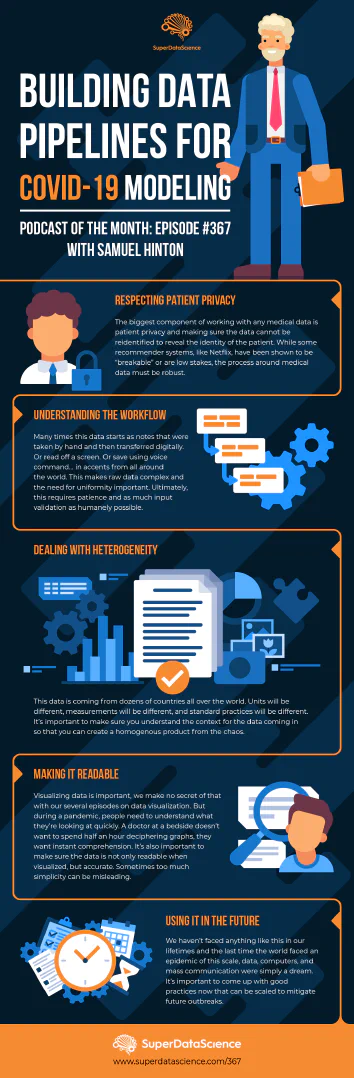 SuperDataScience
BUILDING DATA
PIPELINES FOR
COVID-19 MODELING
PODCAST OF THE MONTH: EPISODE #367
WITH SAMUEL HINTON
RESPECTING PATIENT PRIVACY
The biggest component of working with any medical data is
patient privacy and making sure the data cannot be
reidentified to reveal the identity of the patient. While some
recommender systems, like Netflix, have been shown to be
"breakable" or are low stakes, the process around medical
data must be robust.
UNDERSTANDING THE WORKFLOW
Many times this data starts as notes that were
taken by hand and then transferred digitally.
Or read off a screen. Or save using voice
command... in accents from all around
the world. This makes raw data complex and
the need for uniformity important. Ultimately,
this requires patience and as much input
validation as humanely possible.
DEALING WITH HETEROGENEITY
This data is coming from dozens of countries all over the world. Units will be
different, measurements will be different, and standard practices will be different.
It's important to make sure you understand the context for the data coming in
so that you can create a homogenous product from the chaos.
MAKING IT READABLE
Visualizing data is important, we make no secret of that
with our several episodes on data visualization. But
during a pandemic, people need to understand what
they're looking at quickly. A doctor at a bedside doesn't
want to spend half an hour deciphering graphs, they
want instant comprehension. It's also important to
make sure the data is not only readable when
visualized, but accurate. Sometimes too much
simplicity can be misleading.
USING IT IN THE FUTURE
We haven't faced anything like this in our
lifetimes and the last time the world faced an
epidemic of this scale, data, computers, and
mass communication were simply a dream.
It's important to come up with good
practices now that can be scaled to mitigate
future outbreaks.
SuperDataScience
www.superdatascience.com/367